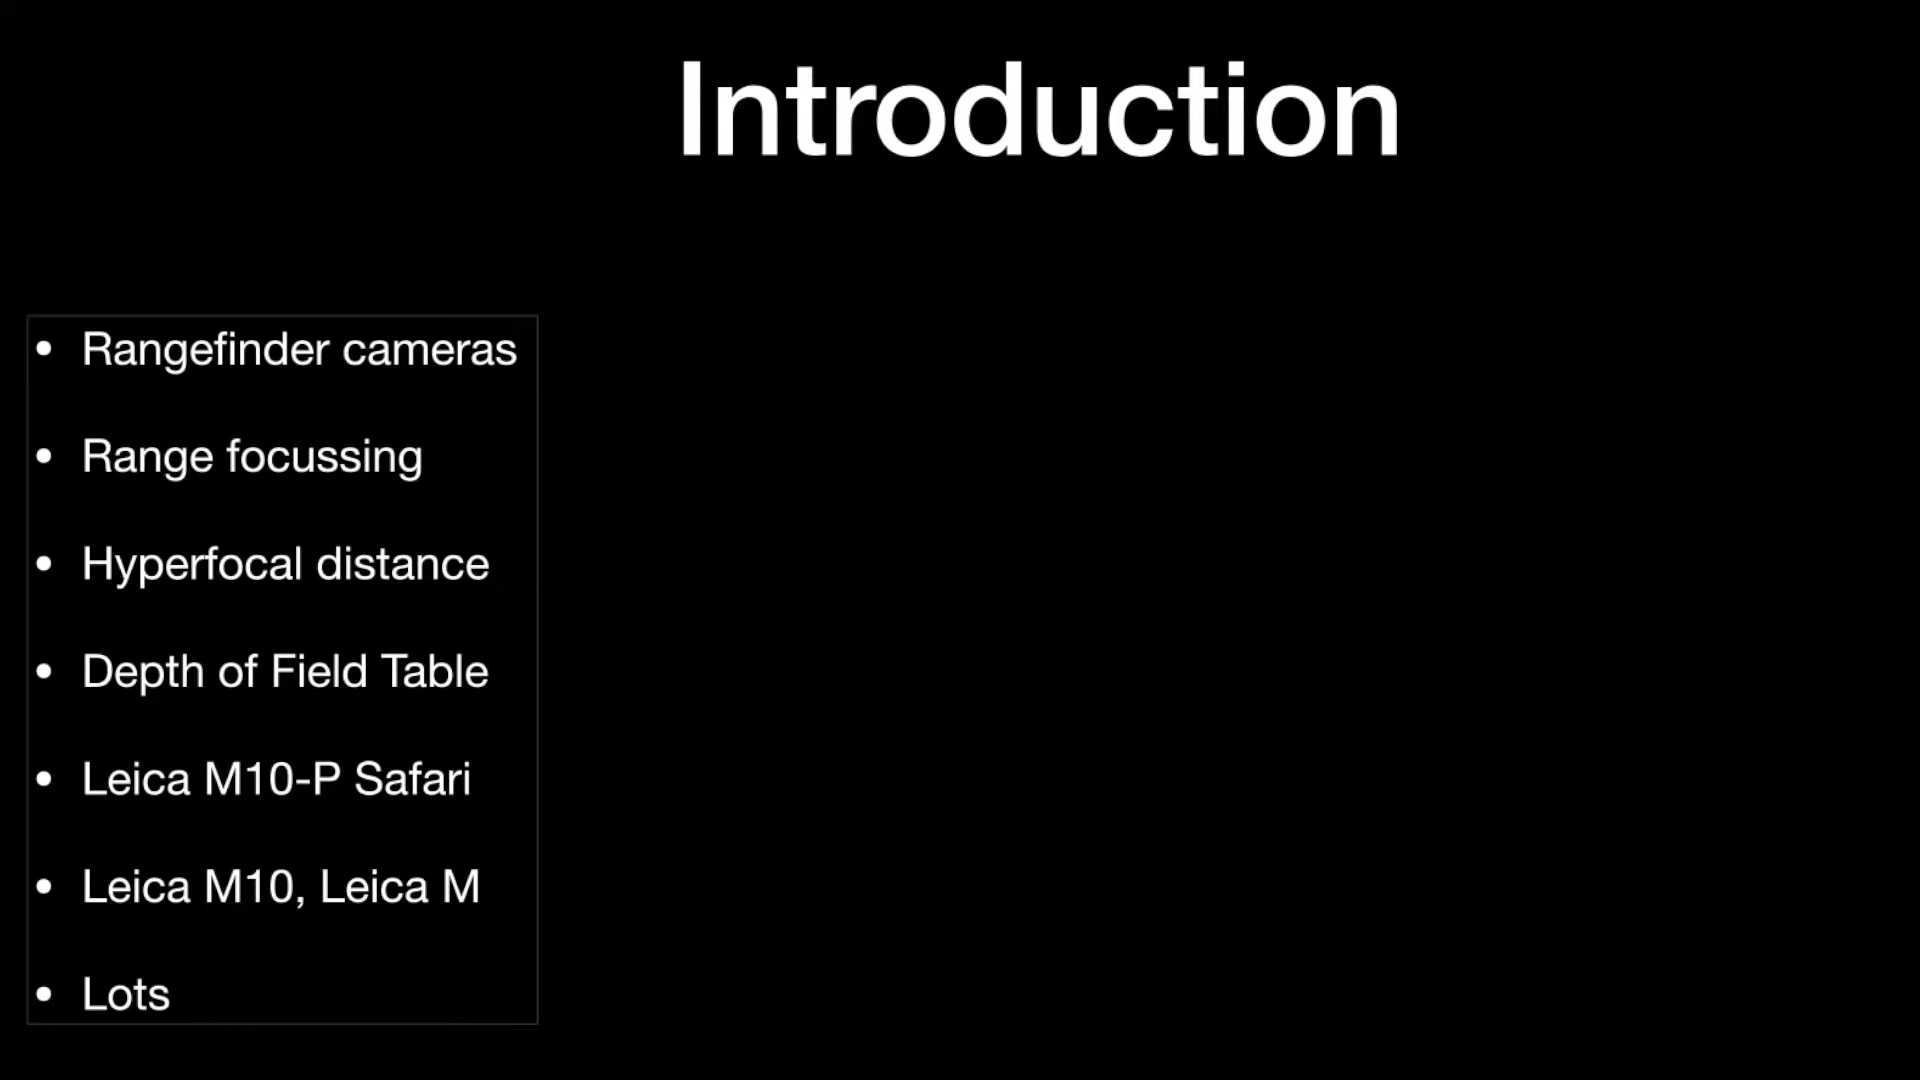 Introduction
• Rangefinder cameras
• Range focussing
• Hyperfocal distance
• Depth of Field Table
• Leica M10-P Safari
• Leica M10, Leica M
• Lots